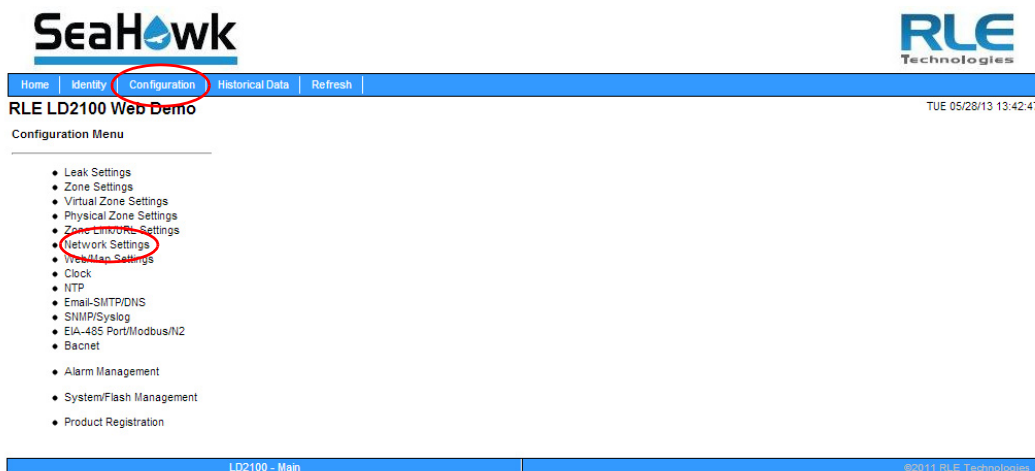 SeaHawk
RLE
Technologies
Home Identity Configuration Historical Data Refresh
RLE LD2100 Web Demo
TUE 05/28/13 13:42:47
Configuration Menu
Leak Settings
Zone Settings
Virtual Zone Settings
Physical Zone Settings
Zone Link/URL Settings
Network Settings
Web/Map Settings
Clock
NTP
Email-SMTP/DNS
SNMP/Syslog
EIA-485 Port/Modbus/N2
Bacnet
Alarm Management
System/Flash Management
Product Registration
LD2100 - Main
©2011 RLE Technologies